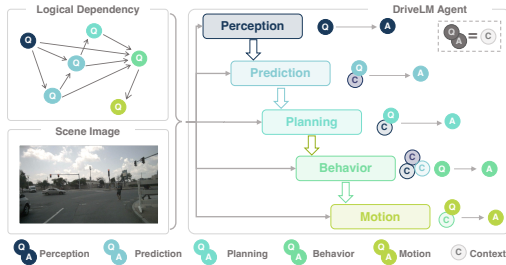 Logical Dependency
DriveLM Agent
Q
Q
Q
Q
Q
Q
Scene Image
Perception
Q
A
Prediction
Q
C
A
Planning
Q
C
A
Behavior
C
C
C
Q
A
Motion
Q
C
A
Q
A
=
C
Q
A
Perception
Q
A
Prediction
Q
A
Planning
Q
A
Behavior
Q
A
Motion
C
Context